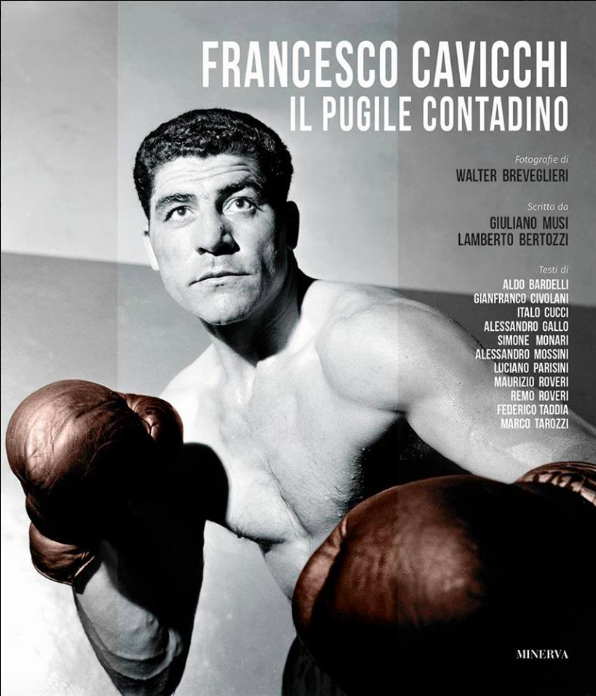 FRANCESCO CAVICCHI
IL PUGILE CONTADINO
Fotografie di
WALTER BREVEGLIERI
Scritto da
GIULIANO MUSI
LAMBERTO BERTOZZI
Testi di
ALDO BARDELLI
GIANFRANCO CIVOLANI
ITALO CUCCI
ALESSANDRO GALLO
SIMONE MONARI
ALESSANDRO MOSSINI
LUCIANO PARISINI
MAURIZIO ROVERI
REMO ROVERI
FEDERICO TADDIA
MARCO TAROZZI
MINERVA